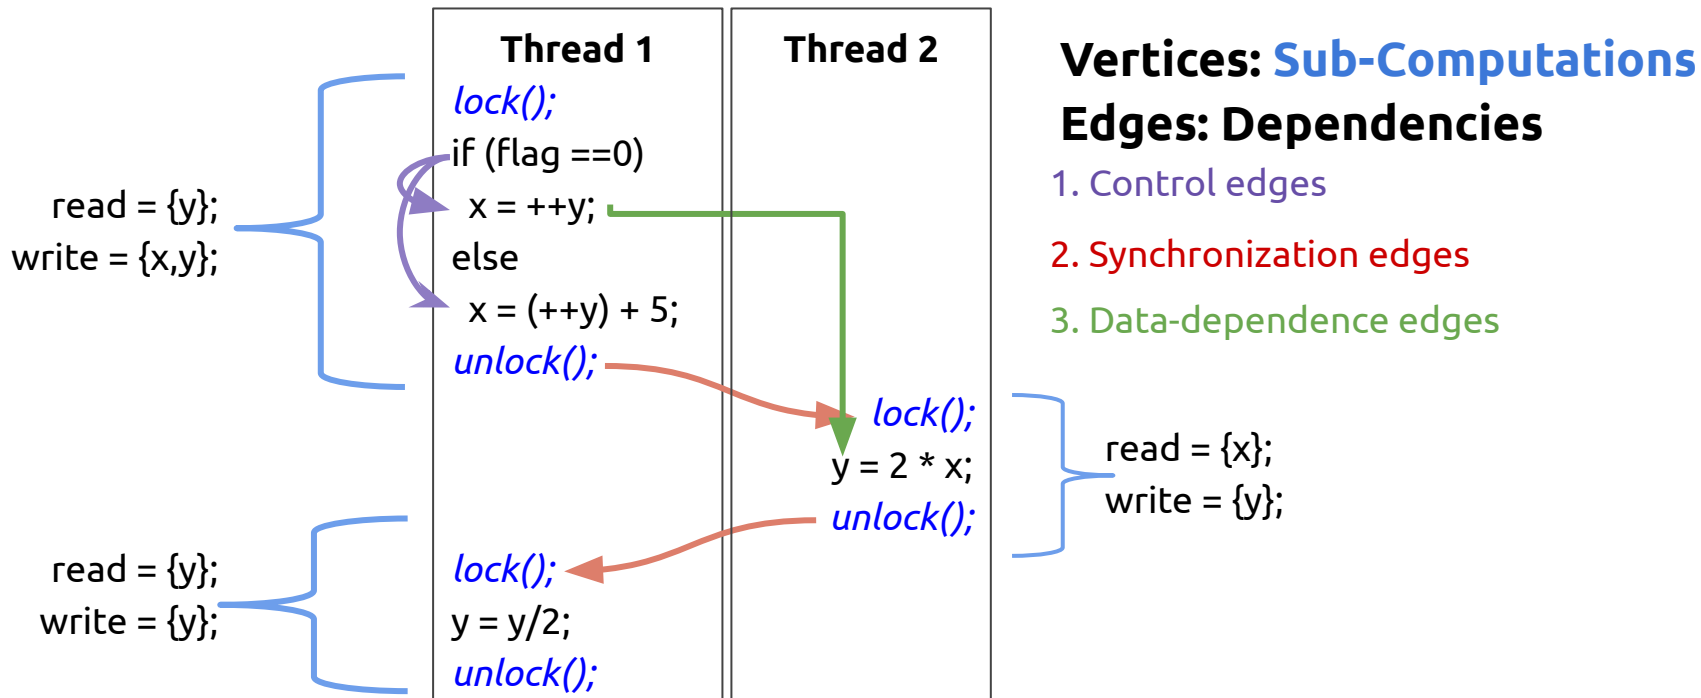 Thread 1
lock();
if (flag ==0)
x = ++y;
else
x = (++y) + 5;
unlock();
lock();
y = y/2;
unlock();
Thread 2
lock();
y = 2 * x;
unlock();
read = {y};
write = {x,y};
read = {y};
write = {y};
Vertices: Sub-Computations
Edges: Dependencies
1. Control edges
2. Synchronization edges
3. Data-dependence edges
read = {x};
write = {y};